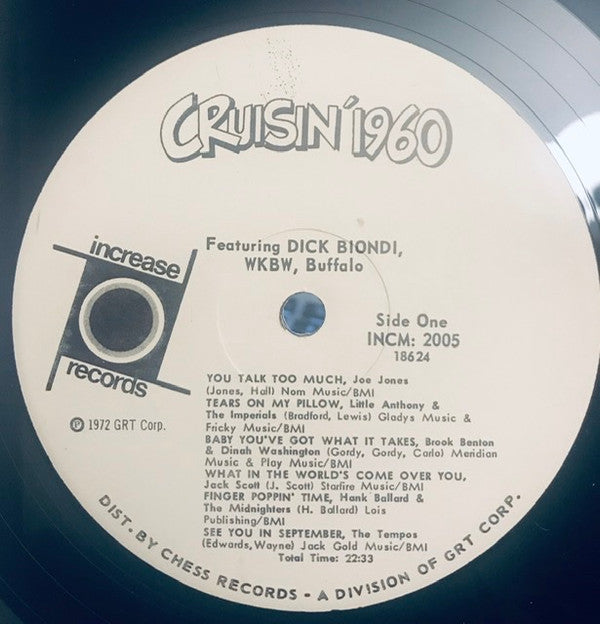 CRUISIN' 1960
Featuring DICK BIONDI,
WKBW, Buffalo
increase
records
Side One
INCM: 2005
18624
YOU TALK TOO MUCH, Joe Jones
(Jones, Hall) Nom Music/BMI
TEARS ON MY PILLOW, Little Anthony &
The Imperials (Bradford, Lewis) Gladys Music &
Fricky Music/BMI
BABY YOU'VE GOT WHAT IT TAKES, Brook Benton
& Dinah Washington (Gordy, Gordy, Carlo) Meridian
Music & Play Music/BMI
WHAT IN THE WORLD'S COME OVER YOU,
Jack Scott (J. Scott) Starfire Music/BMI
FINGER POPPIN' TIME, Hank Ballard &
The Midnighters (H. Ballard) Lois
Publishing/BMI
SEE YOU IN SEPTEMBER, The Tempos
(Edwards,Wayne) Jack Gold Music/BMI
Total Time: 22:33
Ⓟ 1972 GRT Corp.
DIST. BY CHESS RECORDS - A DIVISION OF GRT CORP.